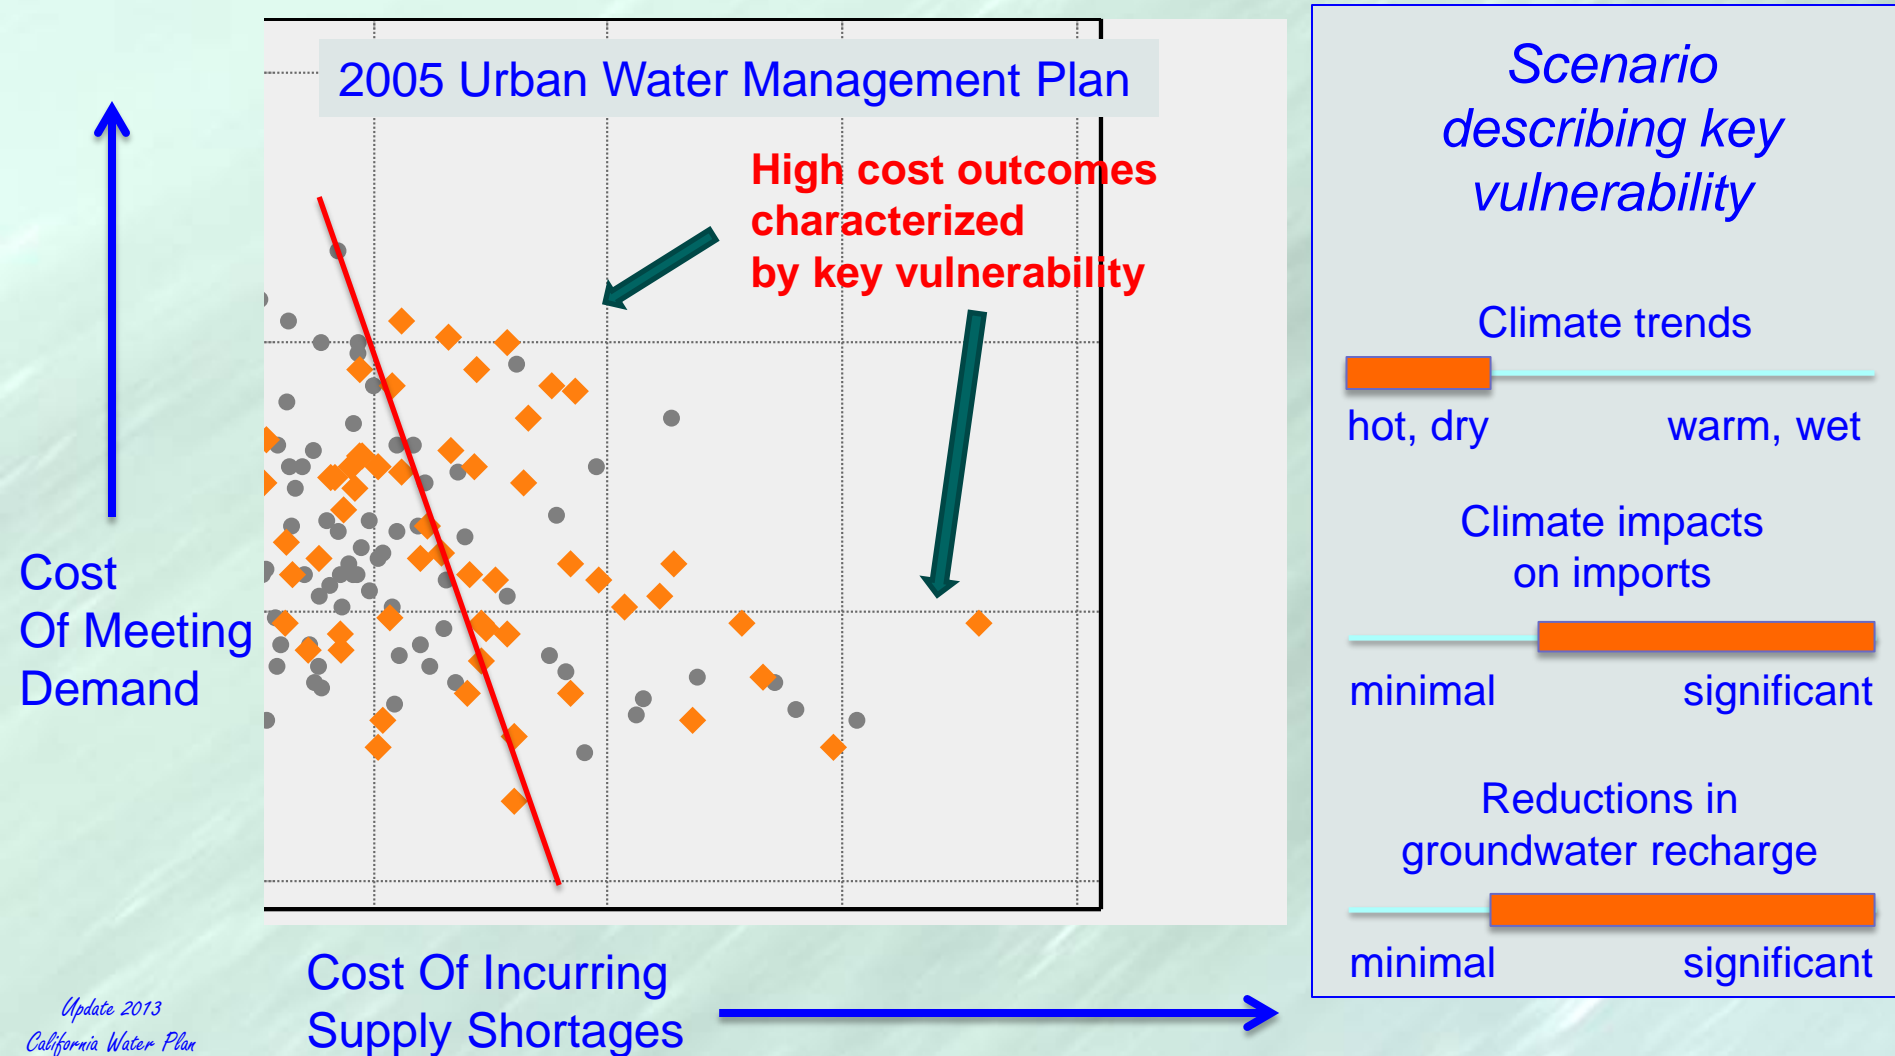 2005 Urban Water Management Plan
High cost outcomes
characterized
by key vulnerability
Cost
Of Meeting
Demand
Cost Of Incurring
Supply Shortages
Scenario
describing key
vulnerability
Climate trends
hot, dry
warm, wet
Climate impacts
on imports
minimal
significant
Reductions in
groundwater recharge
minimal
significant
Update 2013
California Water Plan